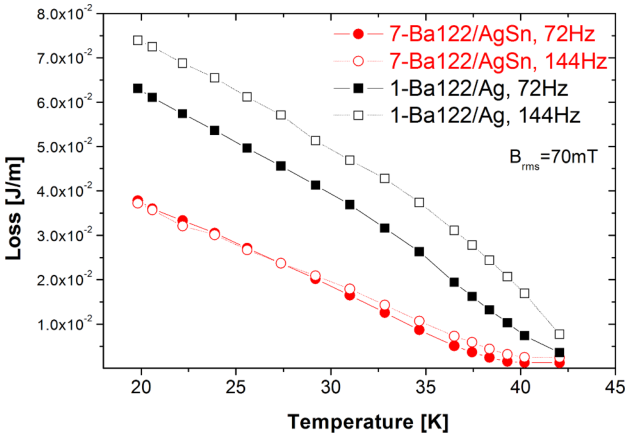 8.0x10⁻²
7.0x10⁻²
6.0x10⁻²
5.0x10⁻²
4.0x10⁻²
3.0x10⁻²
2.0x10⁻²
1.0x10⁻²
Loss [J/m]
7-Ba122/AgSn, 72Hz
7-Ba122/AgSn, 144Hz
1-Ba122/Ag, 72Hz
1-Ba122/Ag, 144Hz
Bᵣₘₛ=70mT
20 25 30 35 40 45
Temperature [K]